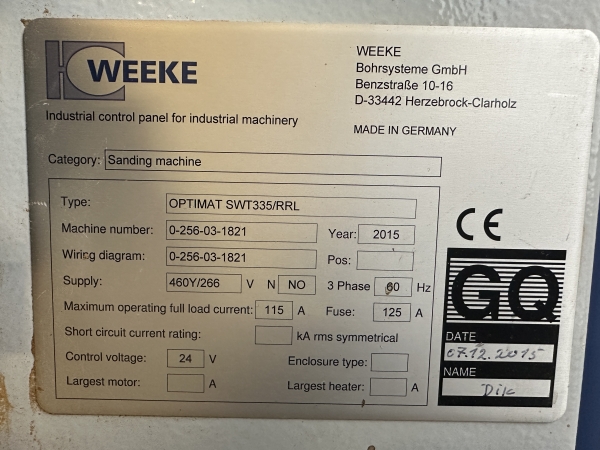 WEEKE
WEEKE
Bohrsysteme GmbH
Benzstraße 10-16
D-33442 Herzebrock-Clarholz
Industrial control panel for industrial machinery
MADE IN GERMANY
Category: Sanding machine
Type: OPTIMAT SWT335/RRL
Machine number: 0-256-03-1821 Year: 2015
Wiring diagram: 0-256-03-1821 Pos:
Supply: 460Y/266 V N NO 3 Phase 60 Hz
Maximum operating full load current: 115 A Fuse: 125 A
Short circuit current rating: kA rms symmetrical
Control voltage: 24 V Enclosure type:
Largest motor: A Largest heater: A
CE
GQ
DATE
07.12.2015
NAME
Dik